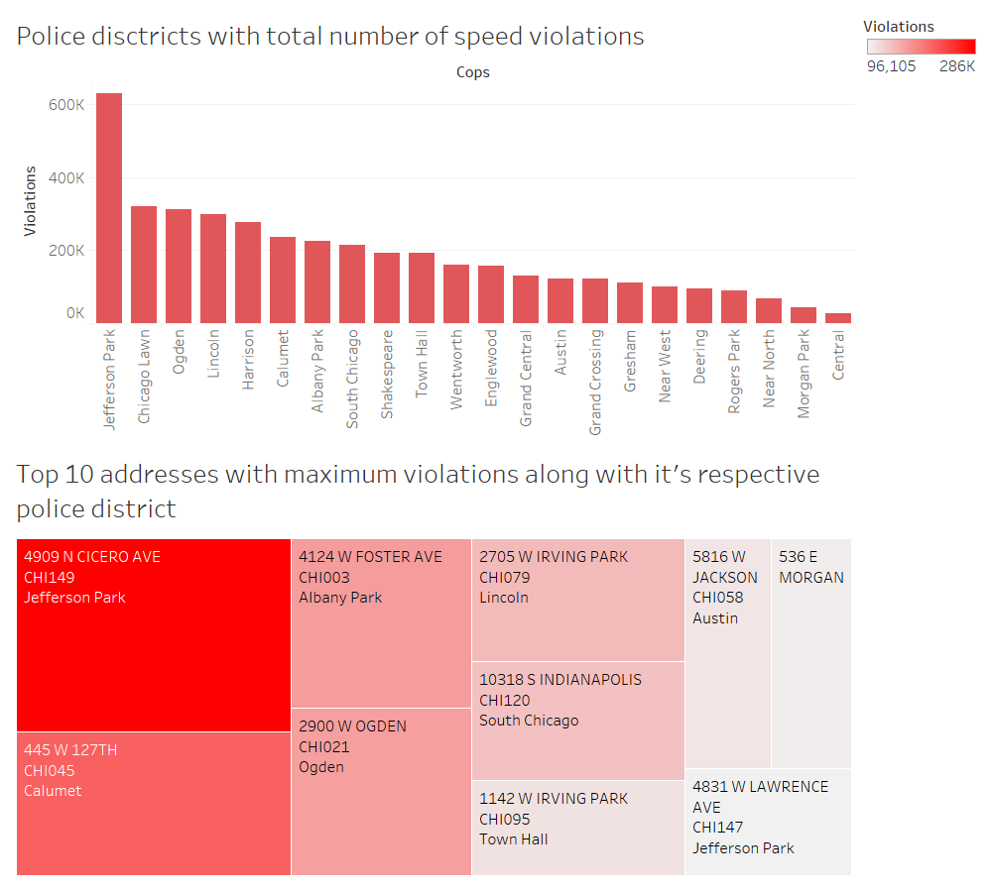 Police disctricts with total number of speed violations
Violations
96,105 286K
Cops
Violations
600K
400K
200K
0K
Jefferson Park
Chicago Lawn
Ogden
Lincoln
Harrison
Calumet
Albany Park
South Chicago
Shakespeare
Town Hall
Wentworth
Englewood
Grand Central
Austin
Grand Crossing
Gresham
Near West
Deering
Rogers Park
Near North
Morgan Park
Central
Top 10 addresses with maximum violations along with it's respective
police district
4909 N CICERO AVE
CHI149
Jefferson Park
445 W 127TH
CHI045
Calumet
4124 W FOSTER AVE
CHI003
Albany Park
2900 W OGDEN
CHI021
Ogden
2705 W IRVING PARK
CHI079
Lincoln
10318 S INDIANAPOLIS
CHI120
South Chicago
1142 W IRVING PARK
CHI095
Town Hall
5816 W
JACKSON
CHI058
Austin
536 E
MORGAN
4831 W LAWRENCE
AVE
CHI147
Jefferson Park